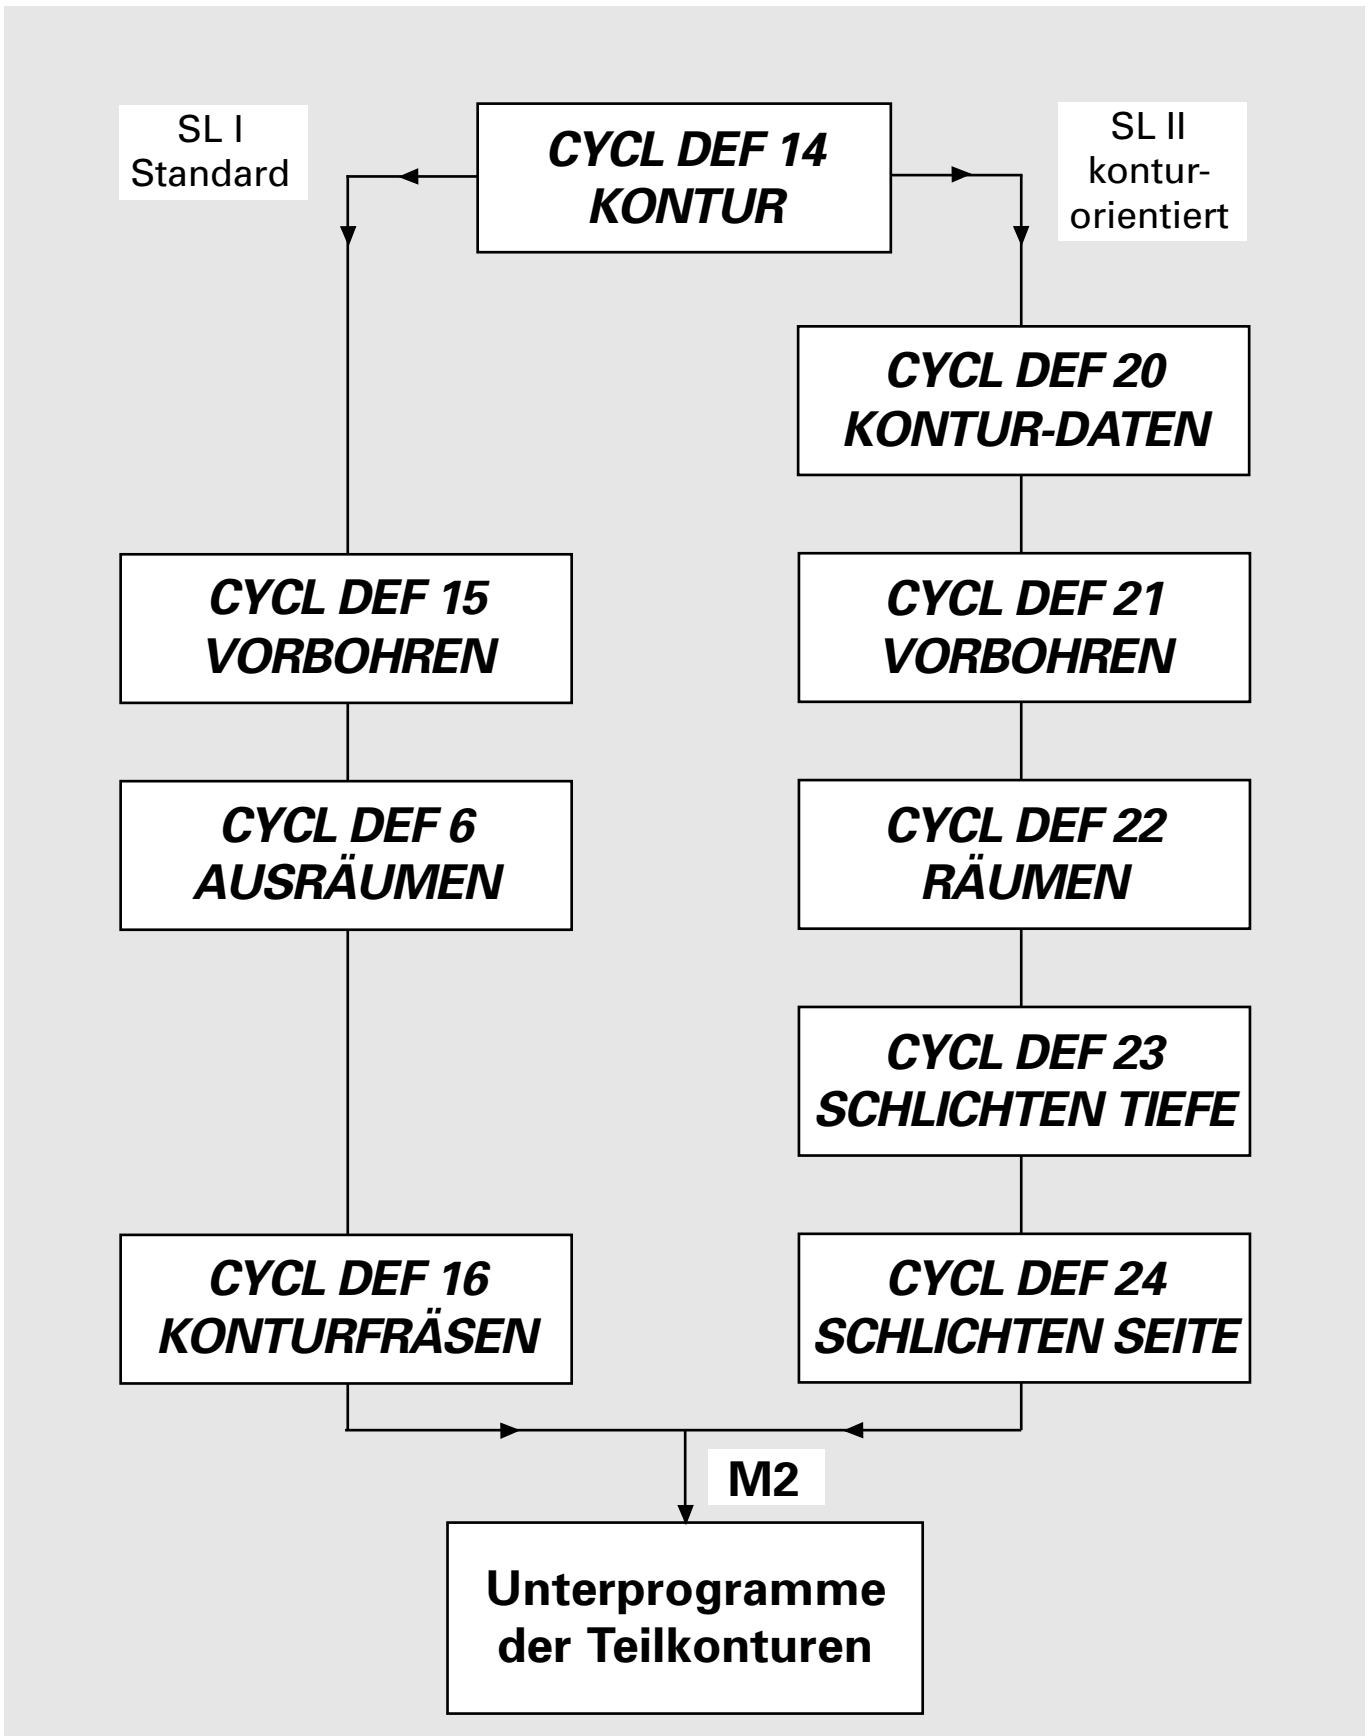 SL I
Standard
CYCL DEF 14
KONTUR
SL II
kontur-
orientiert
CYCL DEF 20
KONTUR-DATEN
CYCL DEF 15
VORBOHREN
CYCL DEF 21
VORBOHREN
CYCL DEF 6
AUSRÄUMEN
CYCL DEF 22
RÄUMEN
CYCL DEF 23
SCHLICHTEN TIEFE
CYCL DEF 16
KONTURFRÄSEN
CYCL DEF 24
SCHLICHTEN SEITE
M2
Unterprogramme
der Teilkonturen